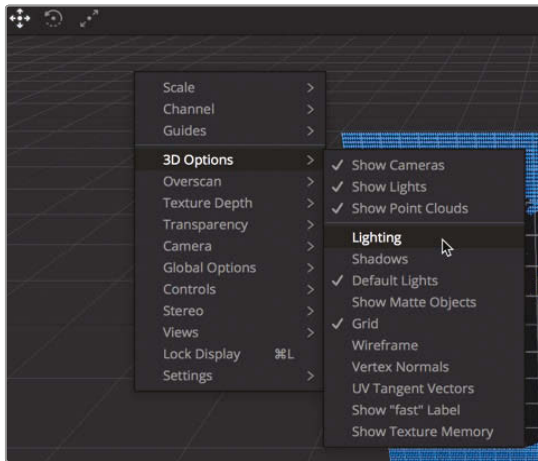 Scale
Channel
Guides
3D Options
Overscan
Texture Depth
Transparency
Camera
Global Options
Controls
Stereo
Views
Lock Display ⌘L
Settings
Show Cameras
Show Lights
Show Point Clouds
Lighting
Shadows
Default Lights
Show Matte Objects
Grid
Wireframe
Vertex Normals
UV Tangent Vectors
Show "fast" Label
Show Texture Memory